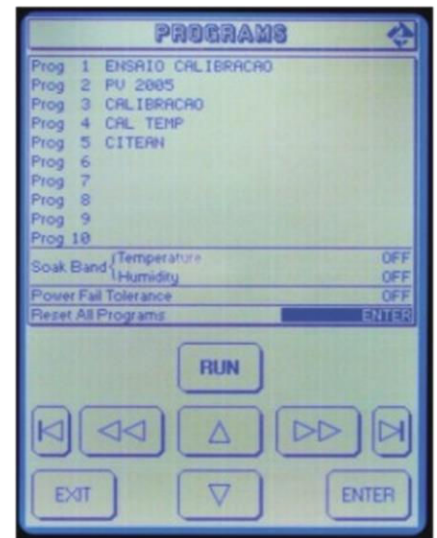 PROGRAMS
Prog 1 ENSAIO CALIBRACAO
Prog 2 PV 2005
Prog 3 CALIBRACAO
Prog 4 CAL TEMP
Prog 5 CITEAN
Prog 6
Prog 7
Prog 8
Prog 9
Prog 10
Soak Band { Temperature OFF
Humidity OFF
Power Fail Tolerance OFF
Reset All Programs ENTER
RUN
EXIT
ENTER